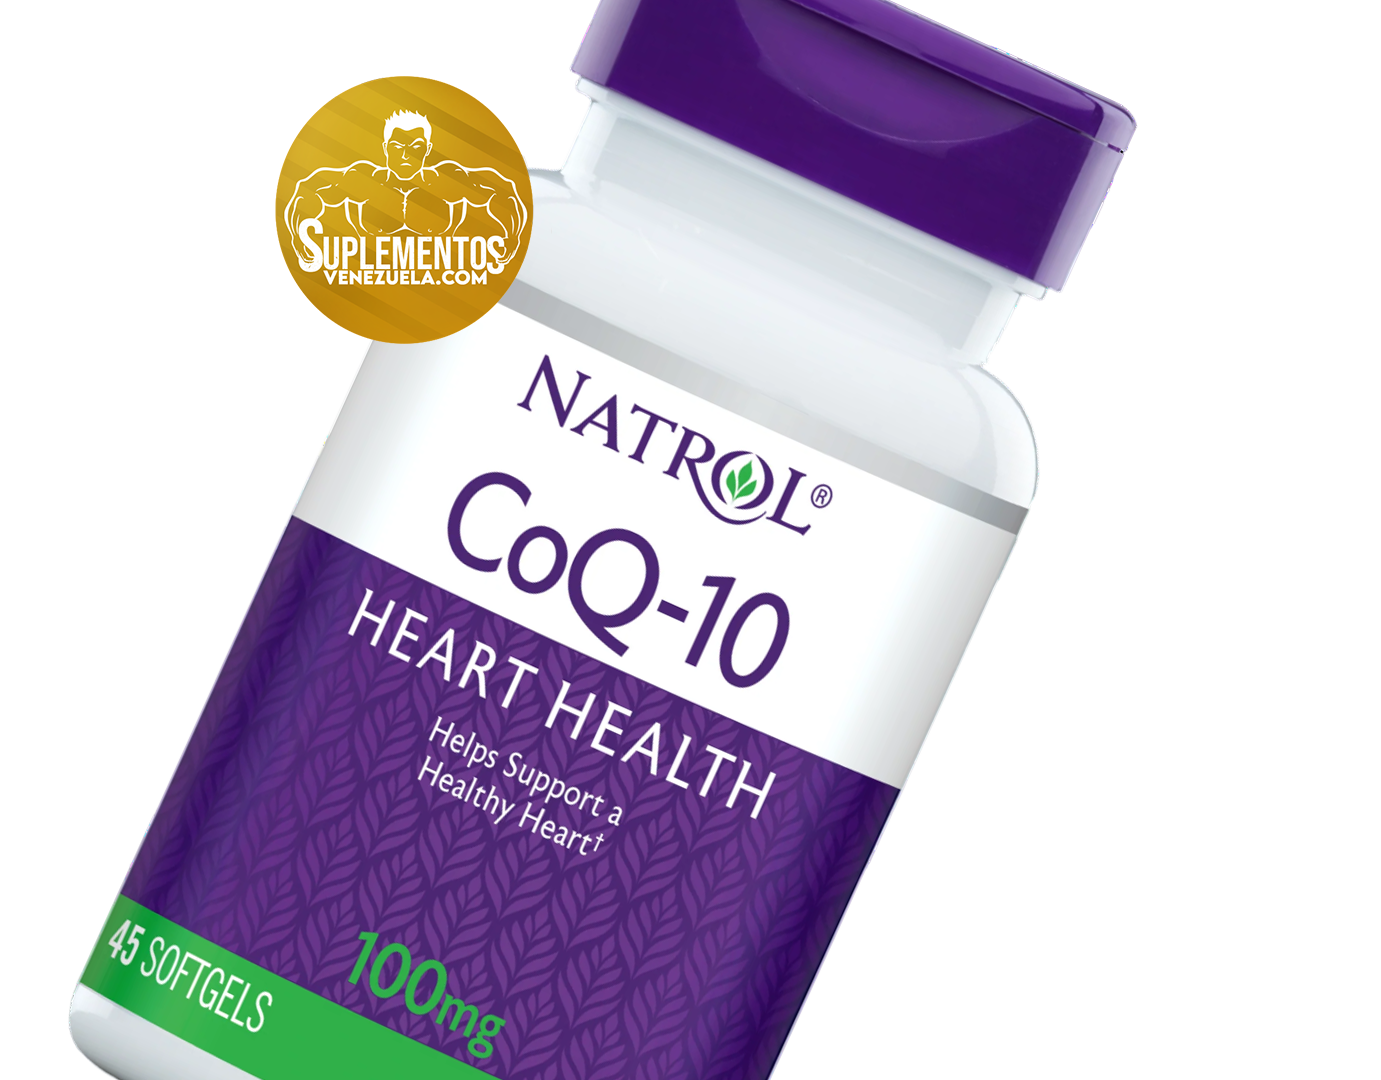 SUPLEMENTOS
VENEZUELA.COM
NATROL®
CoQ-10
HEART HEALTH
Helps Support a
Healthy Heart†
100mg
45 SOFTGELS